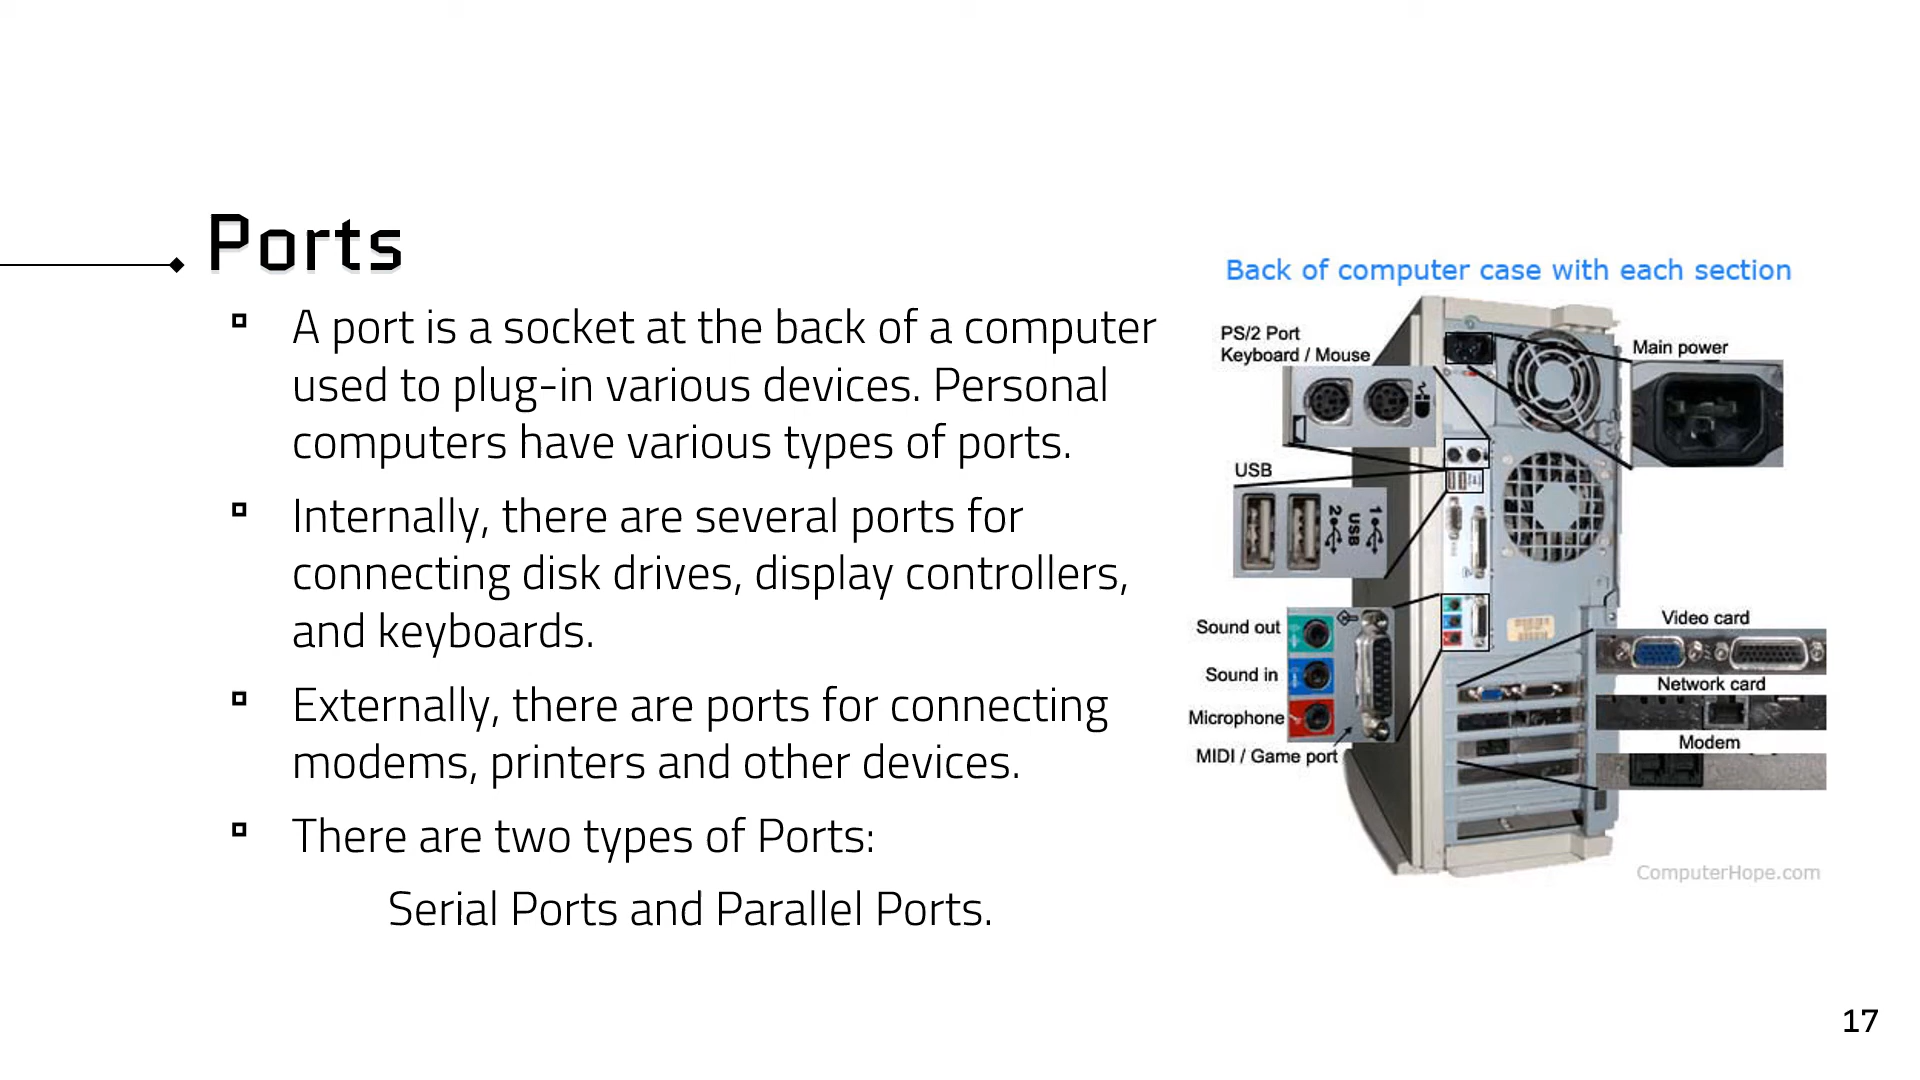 Ports
A port is a socket at the back of a computer
used to plug-in various devices. Personal
computers have various types of ports.
Internally, there are several ports for
connecting disk drives, display controllers,
and keyboards.
Externally, there are ports for connecting
modems, printers and other devices.
There are two types of Ports:
Serial Ports and Parallel Ports.
Back of computer case with each section
PS/2 Port
Keyboard / Mouse
Main power
USB
1
2
USB
Sound out
Sound in
Microphone
MIDI / Game port
Video card
Network card
Modem
ComputerHope.com
17